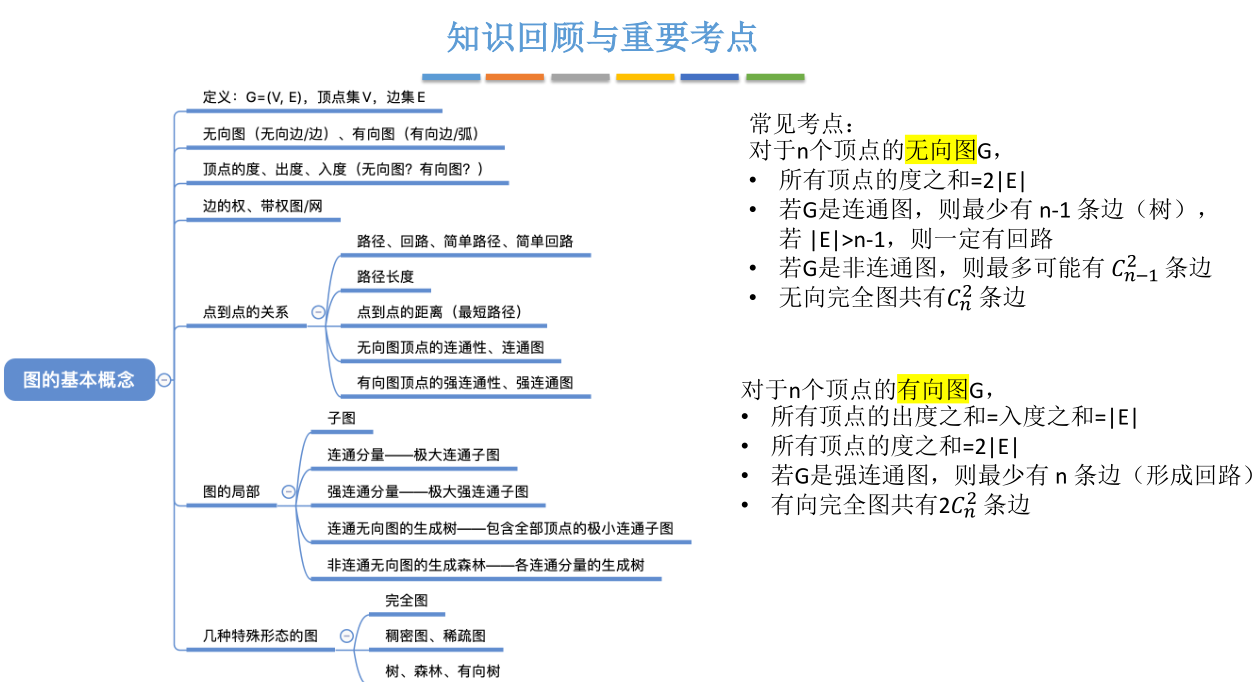 知识回顾与重要考点
定义：G=(V, E)，顶点集 V，边集 E
无向图（无向边/边）、有向图（有向边/弧）
顶点的度、出度、入度（无向图？有向图？）
边的权、带权图/网
路径、回路、简单路径、简单回路
路径长度
点到点的关系
点到点的距离（最短路径）
无向图顶点的连通性、连通图
有向图顶点的强连通性、强连通图
图的基本概念
子图
连通分量——极大连通子图
图的局部
强连通分量——极大强连通子图
连通无向图的生成树——包含全部顶点的极小连通子图
非连通无向图的生成森林——各连通分量的生成树
完全图
几种特殊形态的图
稠密图、稀疏图
树、森林、有向树
常见考点：
对于n个顶点的无向图G，
• 所有顶点的度之和=2|E|
• 若G是连通图，则最少有 n-1 条边（树），
若 |E|>n-1，则一定有回路
• 若G是非连通图，则最多可能有 $C_{n-1}^{2}$ 条边
• 无向完全图共有$C_{n}^{2}$ 条边
对于n个顶点的有向图G，
• 所有顶点的出度之和=入度之和=|E|
• 所有顶点的度之和=2|E|
• 若G是强连通图，则最少有 n 条边（形成回路）
• 有向完全图共有2$C_{n}^{2}$ 条边